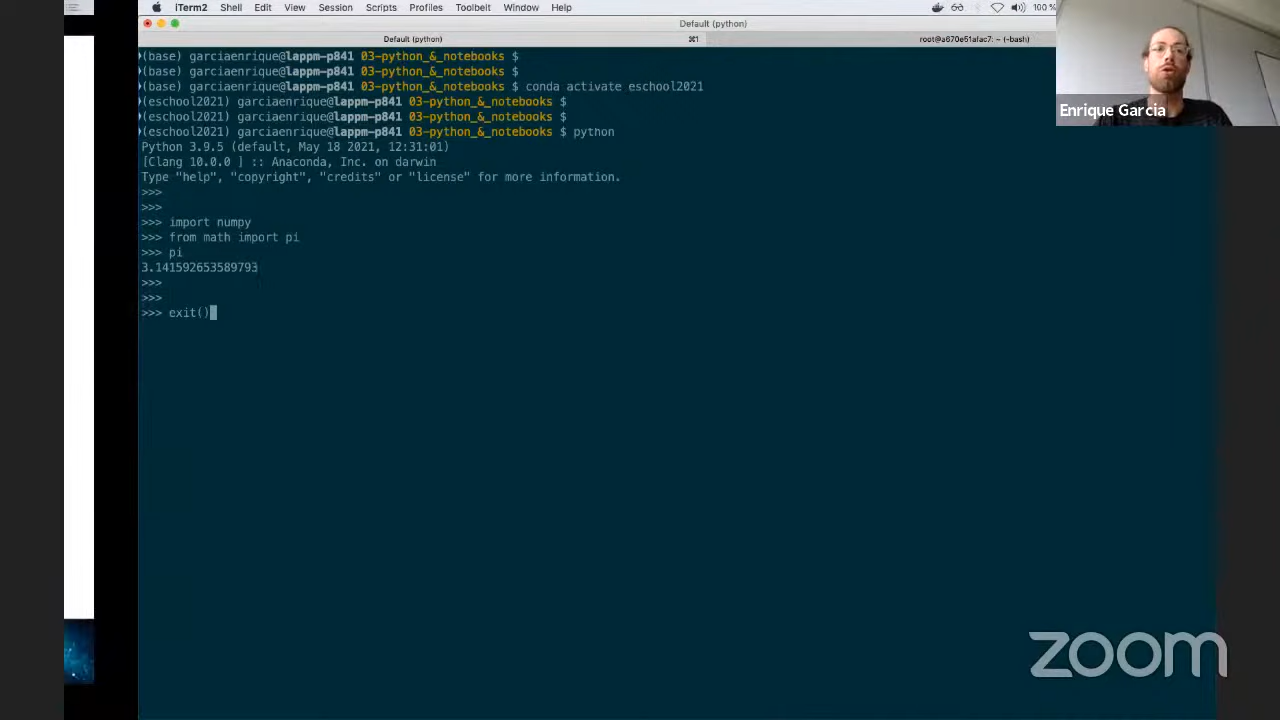 iTerm2 Shell Edit View Session Scripts Profiles Toolbelt Window Help 100 %
Default (python)
Default (python) ⌘1 root@a670e51afac7: ~ (-bash)
(base) garciaenrique@lappm-p841 03-python_&_notebooks $
(base) garciaenrique@lappm-p841 03-python_&_notebooks $
(base) garciaenrique@lappm-p841 03-python_&_notebooks $ conda activate eschool2021
(eschool2021) garciaenrique@lappm-p841 03-python_&_notebooks $
(eschool2021) garciaenrique@lappm-p841 03-python_&_notebooks $
(eschool2021) garciaenrique@lappm-p841 03-python_&_notebooks $ python
Python 3.9.5 (default, May 18 2021, 12:31:01)
[Clang 10.0.0 ] :: Anaconda, Inc. on darwin
Type "help", "copyright", "credits" or "license" for more information.
>>>
>>>
>>> import numpy
>>> from math import pi
>>> pi
3.141592653589793
>>>
>>>
>>> exit()
Enrique Garcia
zoom